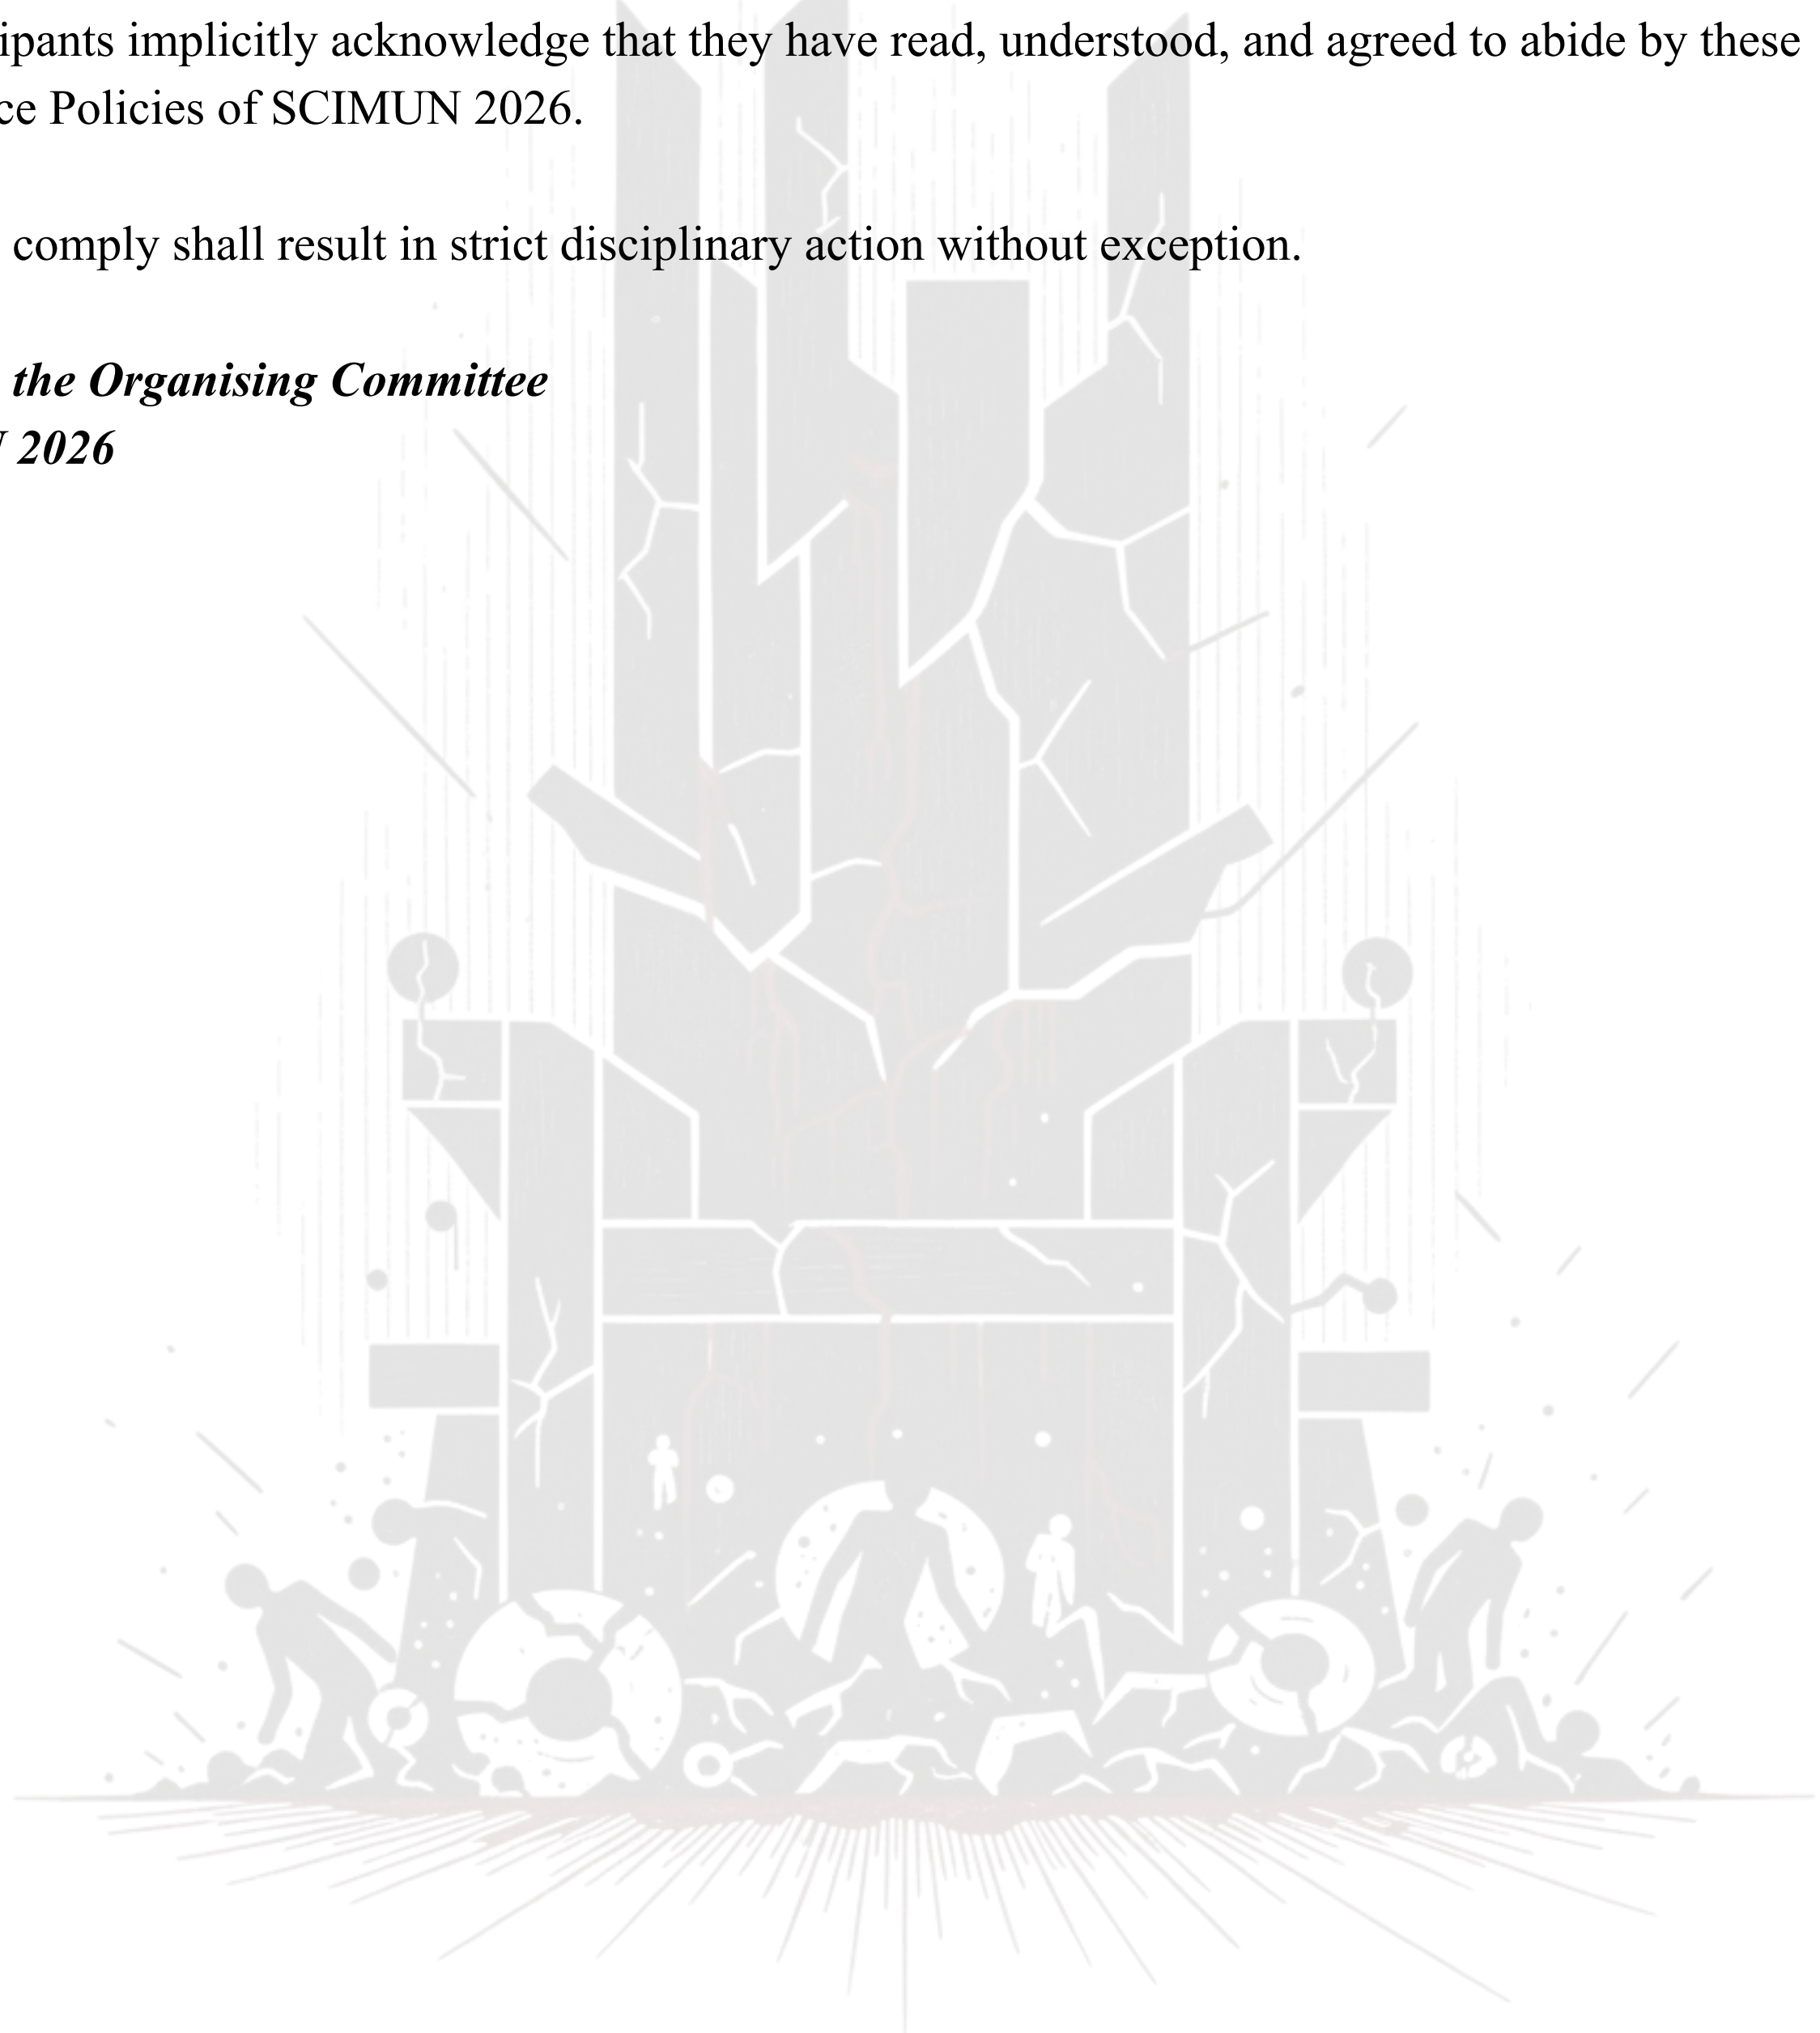 ipants implicitly acknowledge that they have read, understood, and agreed to abide by these
ce Policies of SCIMUN 2026.
comply shall result in strict disciplinary action without exception.
the Organising Committee
2026